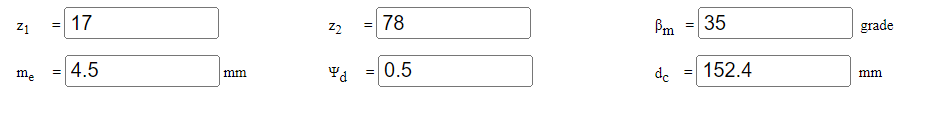 z₁ = 17 z₂ = 78 βm = 35 grade
mₑ = 4.5 mm Ψd = 0.5 dc = 152.4 mm